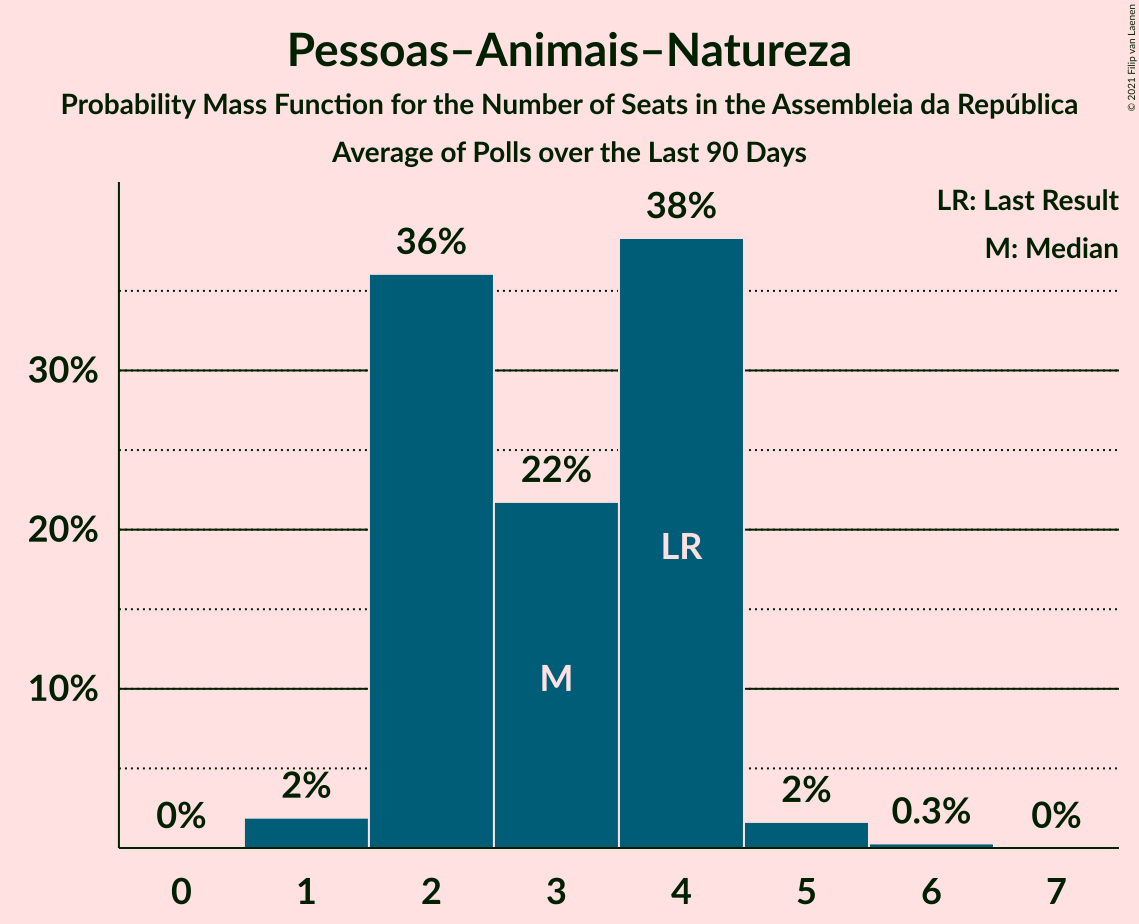 Pessoas–Animais–Natureza
Probability Mass Function for the Number of Seats in the Assembleia da República
Average of Polls over the Last 90 Days
© 2021 Filip van Laenen
LR: Last Result
M: Median
38%
36%
30%
22%
20%
LR
M
10%
2%
2%
0.3%
0%
0%
0 1 2 3 4 5 6 7